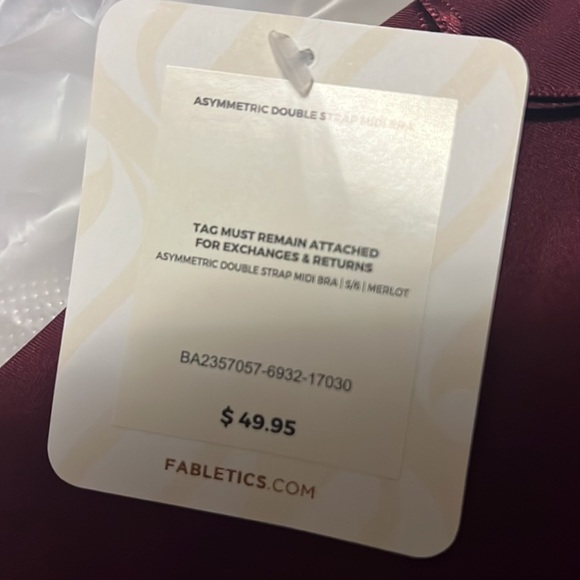 ASYMMETRIC DOUBLE STRAP MIDI BRA
TAG MUST REMAIN ATTACHED
FOR EXCHANGES & RETURNS
ASYMMETRIC DOUBLE STRAP MIDI BRA | S/6 | MERLOT
BA2357057-6932-17030
$ 49.95
FABLETICS.COM